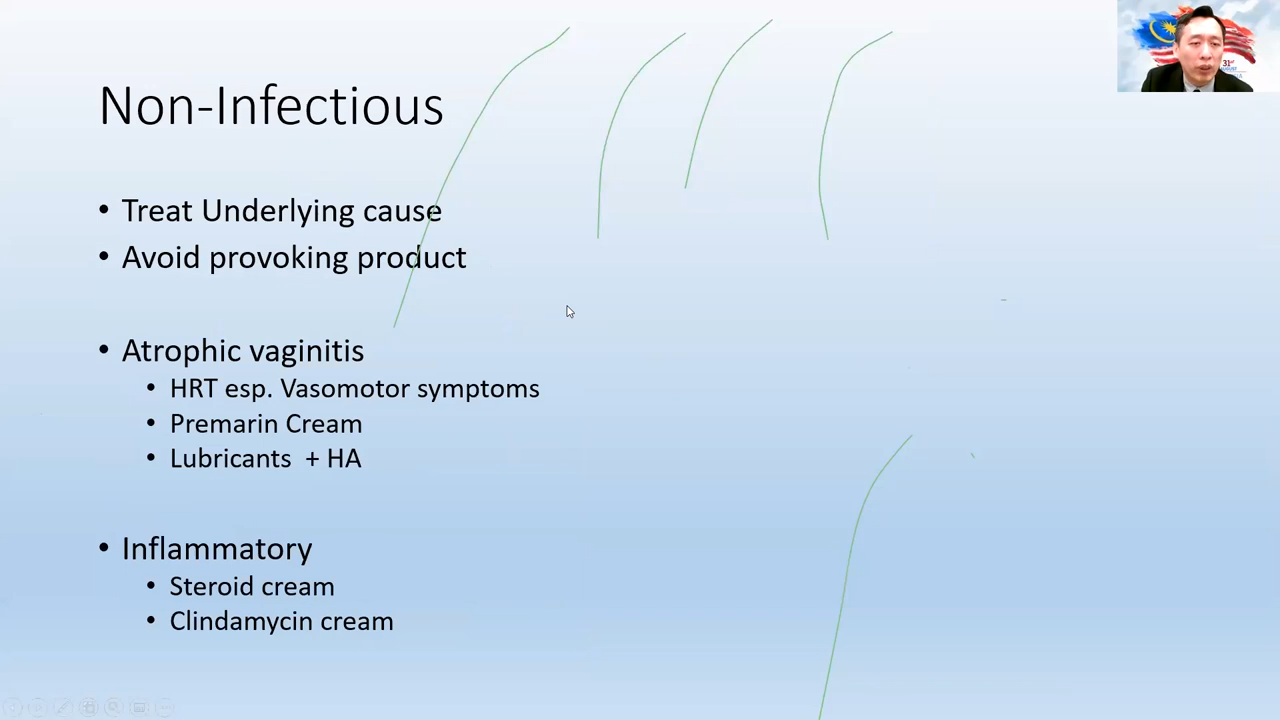 Non-Infectious
• Treat Underlying cause
• Avoid provoking product
• Atrophic vaginitis
• HRT esp. Vasomotor symptoms
• Premarin Cream
• Lubricants + HA
• Inflammatory
• Steroid cream
• Clindamycin cream
31